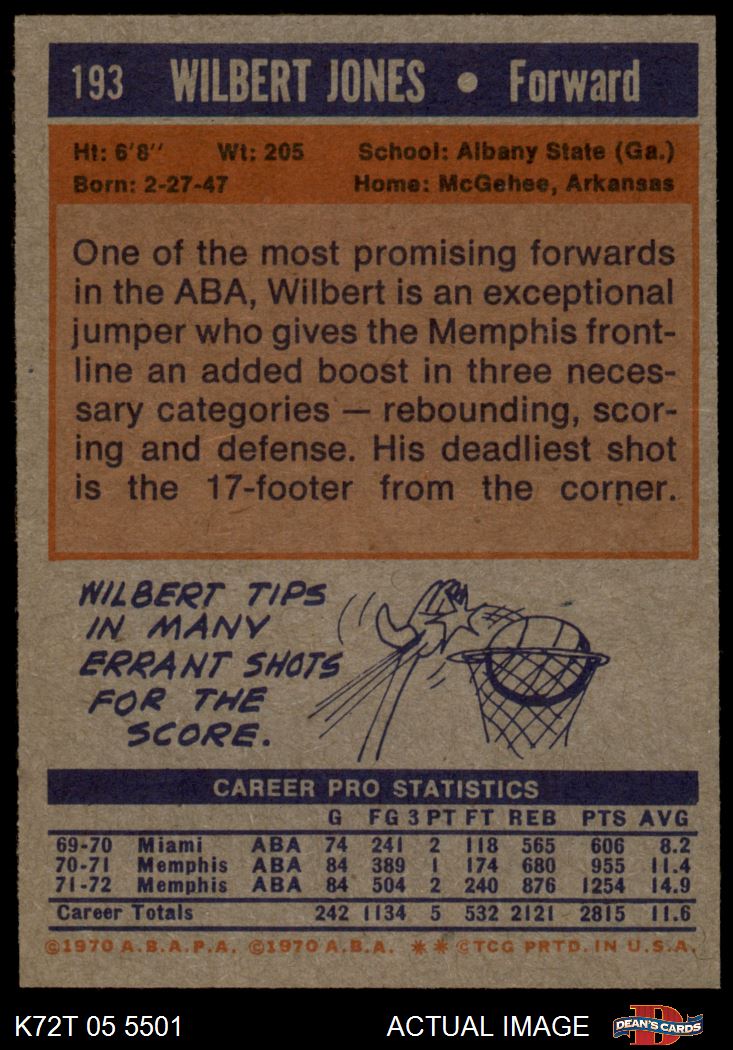 193 WILBERT JONES • Forward
Ht: 6'8'' Wt: 205 School: Albany State (Ga.)
Born: 2-27-47 Home: McGehee, Arkansas
One of the most promising forwards
in the ABA, Wilbert is an exceptional
jumper who gives the Memphis front-
line an added boost in three neces-
sary categories — rebounding, scor-
ing and defense. His deadliest shot
is the 17-footer from the corner.
WILBERT TIPS
IN MANY
ERRANT SHOTS
FOR THE
SCORE.
CAREER PRO STATISTICS
G FG 3 PT FT REB PTS AVG
69-70 Miami ABA 74 241 2 118 565 606 8.2
70-71 Memphis ABA 84 389 1 174 680 955 11.4
71-72 Memphis ABA 84 504 2 240 876 1254 14.9
Career Totals 242 1134 5 532 2121 2815 11.6
©1970 A.B.A.P.A. ©1970 A.B.A. ** ©TCG PRTD. IN U.S.A.
K72T 05 5501 ACTUAL IMAGE D DEAN'S CARDS